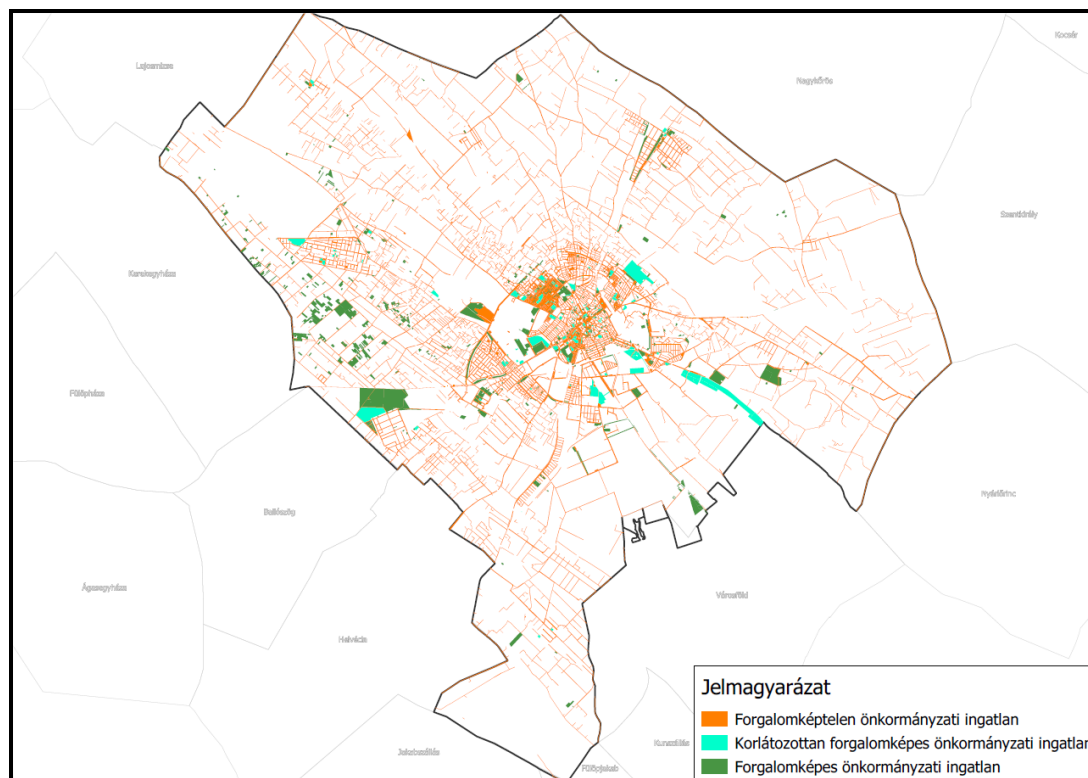 Kocsér
Lajosmizse
Nagykőrös
Szentkirály
Kerekegyháza
Fülöpháza
Nyárlőrinc
Ballószög
Ágasegyháza
Városföld
Helvécia
Jakabszállás
Kunszállás
Fülöpjakab
Jelmagyarázat
Forgalomképtelen önkormányzati ingatlan
Korlátozottan forgalomképes önkormányzati ingatlan
Forgalomképes önkormányzati ingatlan